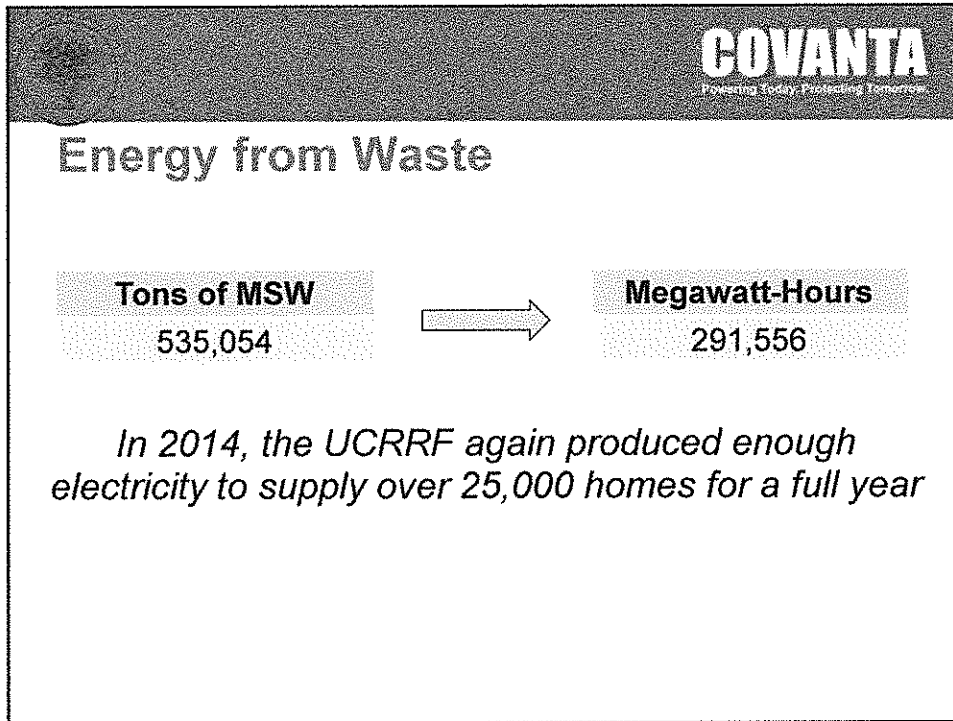 COVANTA
Powering Today. Protecting Tomorrow.
Energy from Waste
Tons of MSW
535,054
Megawatt-Hours
291,556
In 2014, the UCRRF again produced enough
electricity to supply over 25,000 homes for a full year